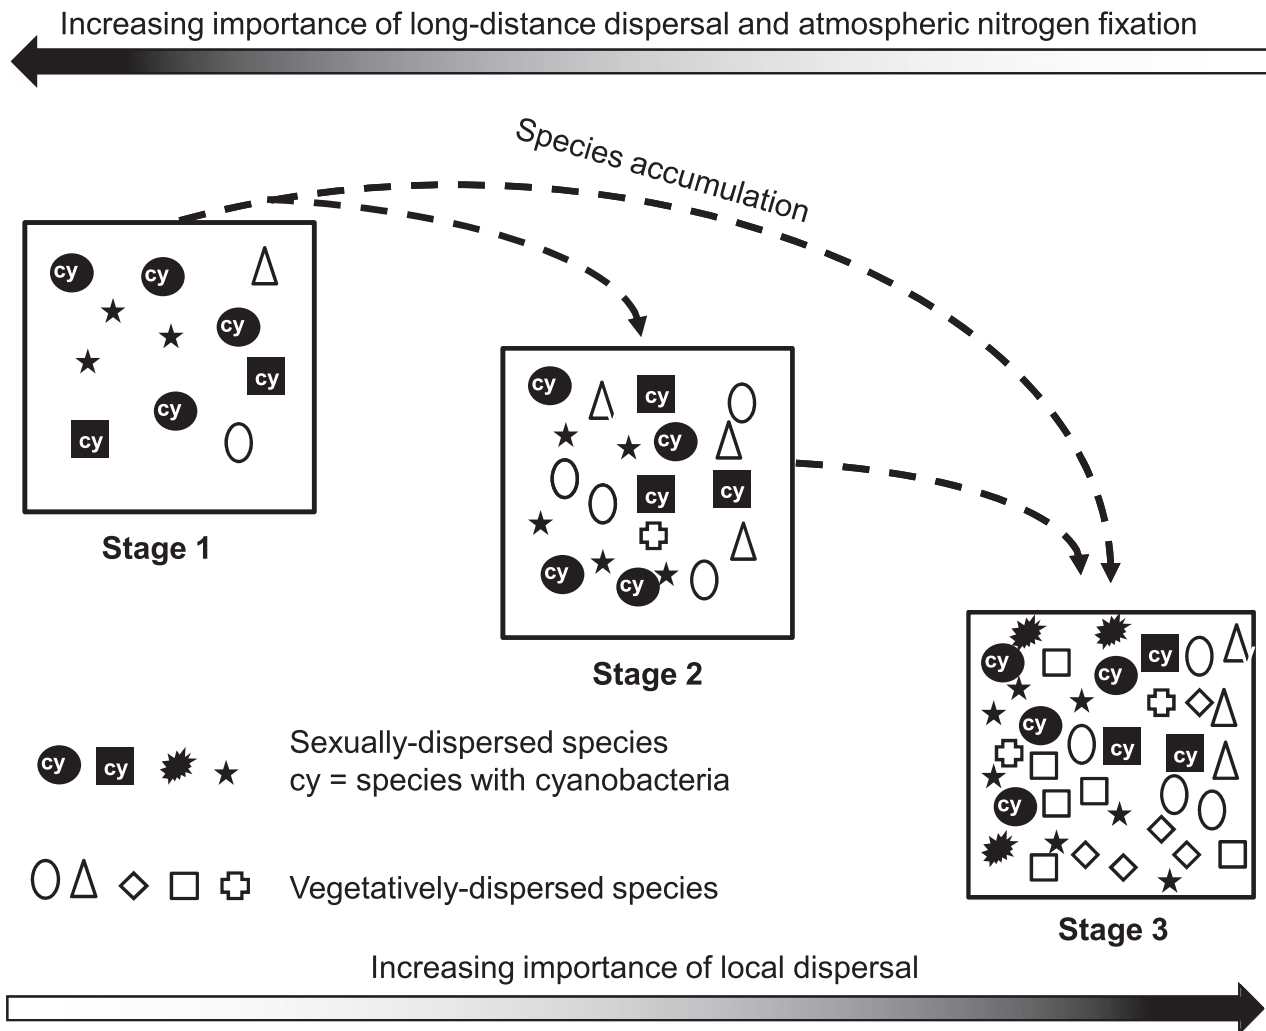 Increasing importance of long-distance dispersal and atmospheric nitrogen fixation
Species accumulation
cy
cy
cy
cy
cy
cy
Stage 1
cy
cy
cy
cy
cy
cy
cy
Stage 2
cy
cy
cy
cy
cy
cy
cy
Stage 3
cy
cy
Sexually-dispersed species
cy = species with cyanobacteria
Vegetatively-dispersed species
Increasing importance of local dispersal